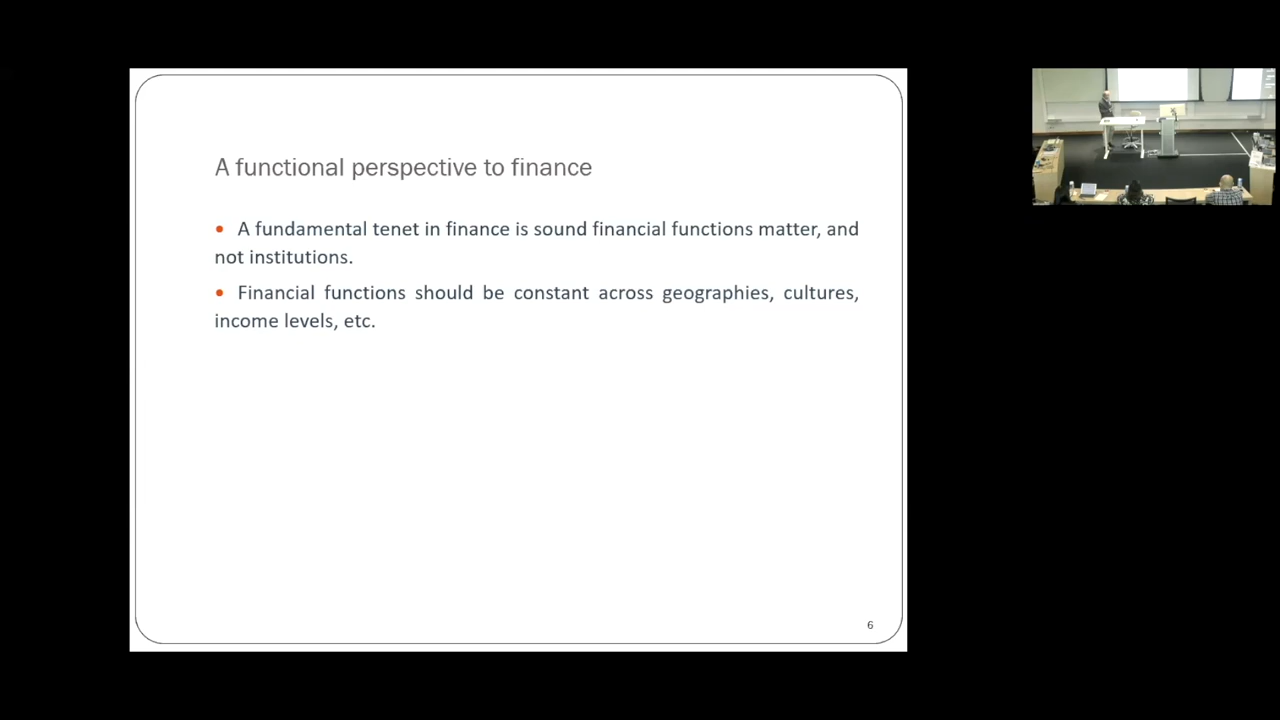 A functional perspective to finance
• A fundamental tenet in finance is sound financial functions matter, and
not institutions.
• Financial functions should be constant across geographies, cultures,
income levels, etc.
6